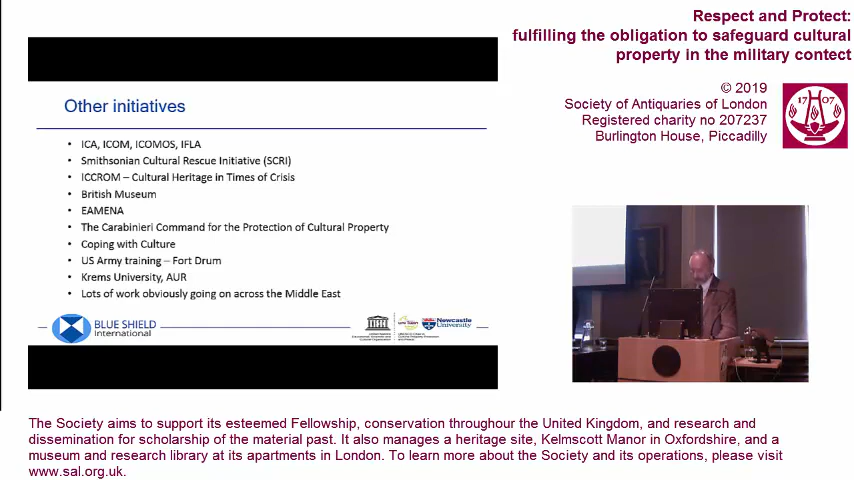 Respect and Protect:
fulfilling the obligation to safeguard cultural
property in the military contect
© 2019
Society of Antiquaries of London
Registered charity no 207237
Burlington House, Piccadilly
17 07
Other initiatives
• ICA, ICOM, ICOMOS, IFLA
• Smithsonian Cultural Rescue Initiative (SCRI)
• ICCROM – Cultural Heritage in Times of Crisis
• British Museum
• EAMENA
• The Carabinieri Command for the Protection of Cultural Property
• Coping with Culture
• US Army training – Fort Drum
• Krems University, AUR
• Lots of work obviously going on across the Middle East
BLUE SHIELD
International
Newcastle
University
The Society aims to support its esteemed Fellowship, conservation throughour the United Kingdom, and research and
dissemination for scholarship of the material past. It also manages a heritage site, Kelmscott Manor in Oxfordshire, and a
museum and research library at its apartments in London. To learn more about the Society and its operations, please visit
www.sal.org.uk.